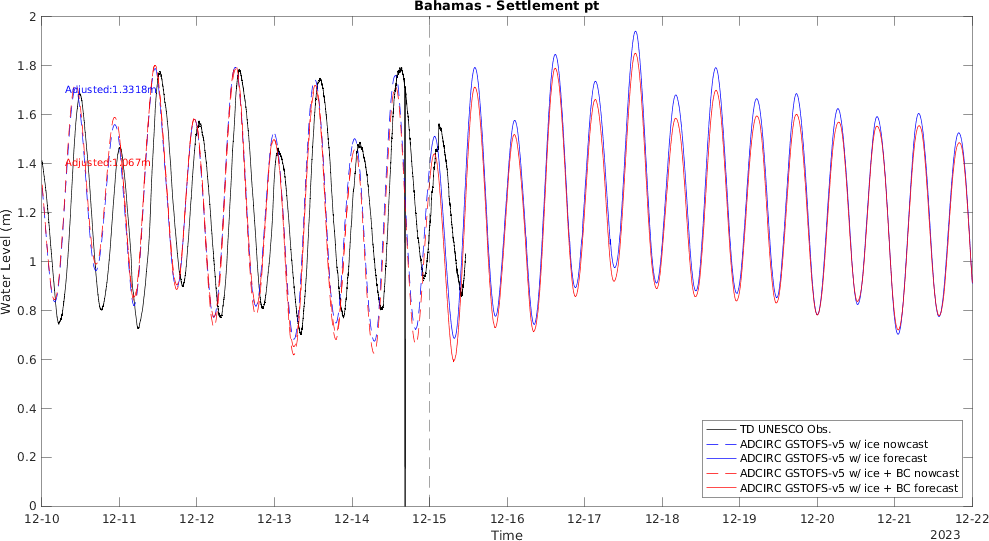 Bahamas - Settlement pt
2
1.8
1.6
1.4
1.2
1
0.8
0.6
0.4
0.2
0
Water Level (m)
Adjusted:1.3318m
Adjusted:1.067m
TD UNESCO Obs.
ADCIRC GSTOFS-v5 w/ ice nowcast
ADCIRC GSTOFS-v5 w/ ice forecast
ADCIRC GSTOFS-v5 w/ ice + BC nowcast
ADCIRC GSTOFS-v5 w/ ice + BC forecast
12-10 12-11 12-12 12-13 12-14 12-15 12-16 12-17 12-18 12-19 12-20 12-21 12-22
Time
2023